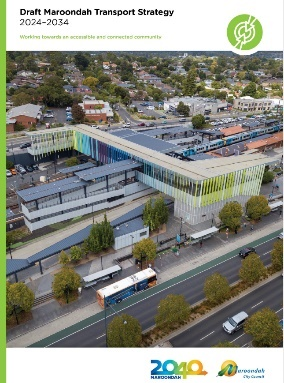 Draft Maroondah Transport Strategy
2024–2034
Working towards an accessible and connected community
2040
MAROONDAH
Maroondah
City Council